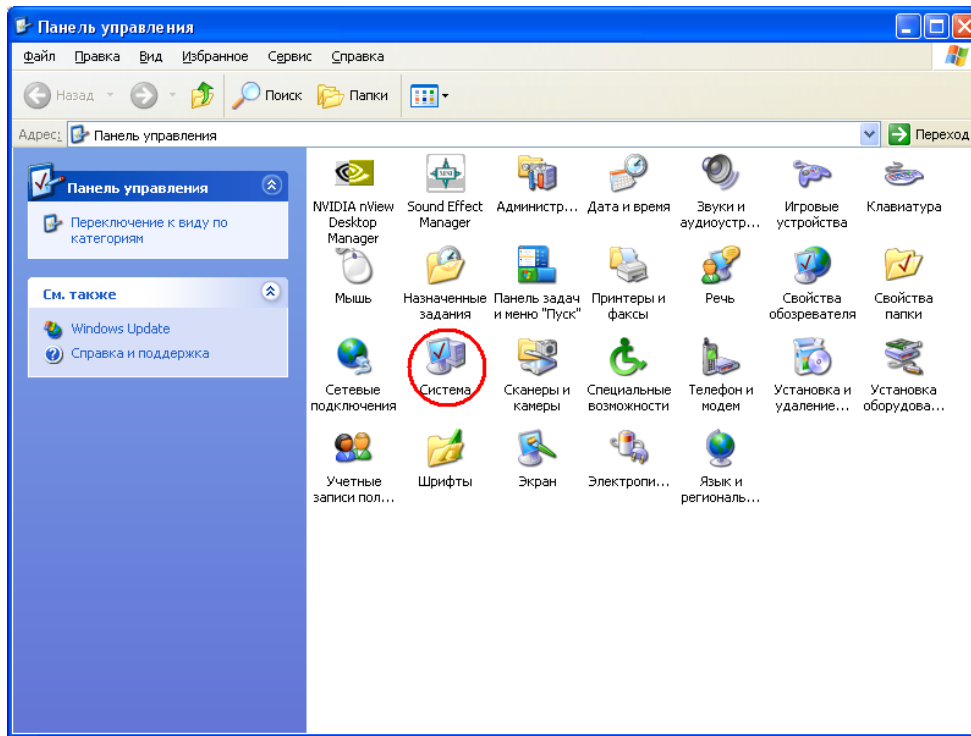 Панель управления
Файл Правка Вид Избранное Сервис Справка
Назад Поиск Папки
Адрес: Панель управления Переход
Панель управления
Переключение к виду по
категориям
См. также
Windows Update
Справка и поддержка
NVIDIA nView
Desktop
Manager
Sound Effect
Manager
Администр...
Дата и время
Звуки и
аудиоустр...
Игровые
устройства
Клавиатура
Мышь
Назначенные
задания
Панель задач
и меню "Пуск"
Принтеры и
факсы
Речь
Свойства
обозревателя
Свойства
папки
Сетевые
подключения
Система
Сканеры и
камеры
Специальные
возможности
Телефон и
модем
Установка и
удаление...
Установка
оборудова...
Учетные
записи пол...
Шрифты
Экран
Электропи...
Язык и
региональ...